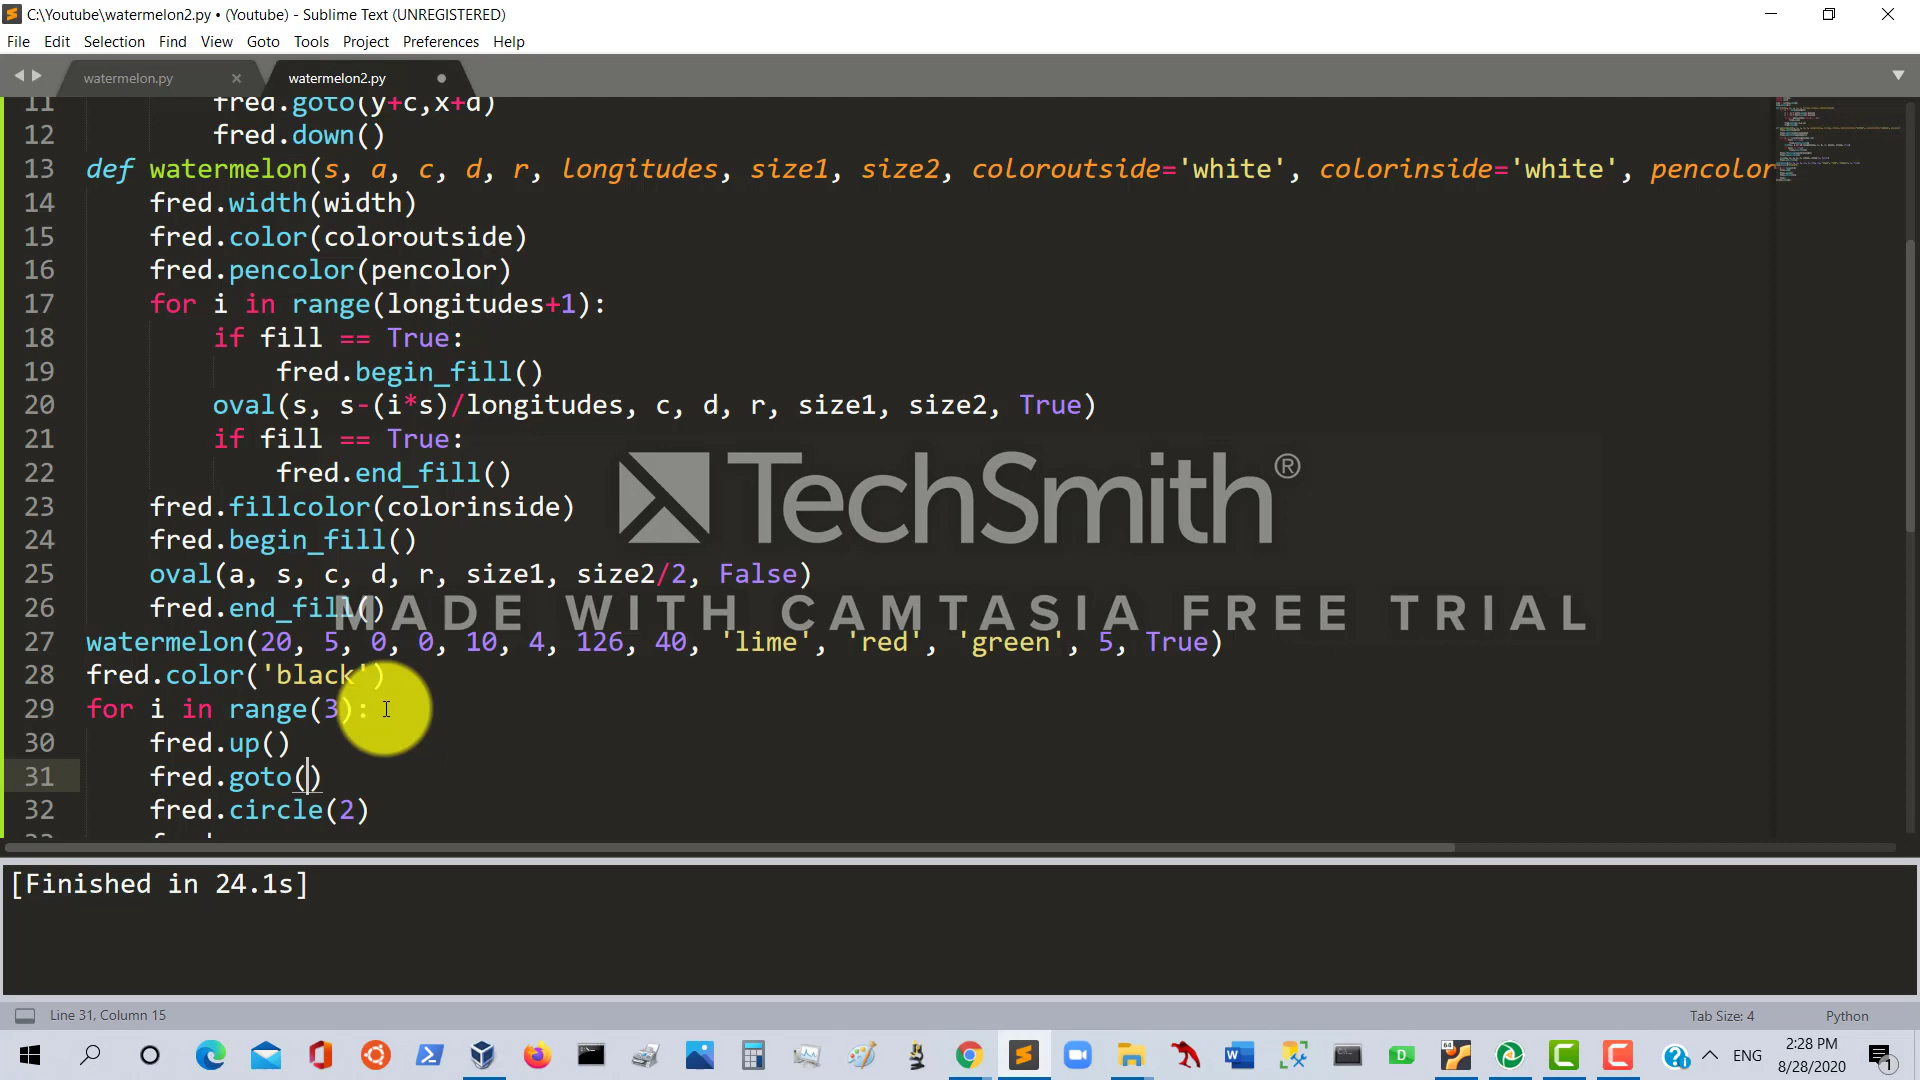 C:\Youtube\watermelon2.py • (Youtube) - Sublime Text (UNREGISTERED)
File Edit Selection Find View Goto Tools Project Preferences Help
watermelon.py × watermelon2.py
11 fred.goto(y+c,x+d)
12 fred.down()
13 def watermelon(s, a, c, d, r, longitudes, size1, size2, coloroutside='white', colorinside='white', pencolor
14 fred.width(width)
15 fred.color(coloroutside)
16 fred.pencolor(pencolor)
17 for i in range(longitudes+1):
18 if fill == True:
19 fred.begin_fill()
20 oval(s, s-(i*s)/longitudes, c, d, r, size1, size2, True)
21 if fill == True:
22 fred.end_fill()
23 fred.fillcolor(colorinside)
24 fred.begin_fill()
25 oval(a, s, c, d, r, size1, size2/2, False)
26 fred.end_fill()
27 watermelon(20, 5, 0, 0, 10, 4, 126, 40, 'lime', 'red', 'green', 5, True)
28 fred.color('black')
29 for i in range(3):
30 fred.up()
31 fred.goto()
32 fred.circle(2)
TechSmith®
MADE WITH CAMTASIA FREE TRIAL
[Finished in 24.1s]
Line 31, Column 15
Tab Size: 4 Python
ENG
2:28 PM
8/28/2020